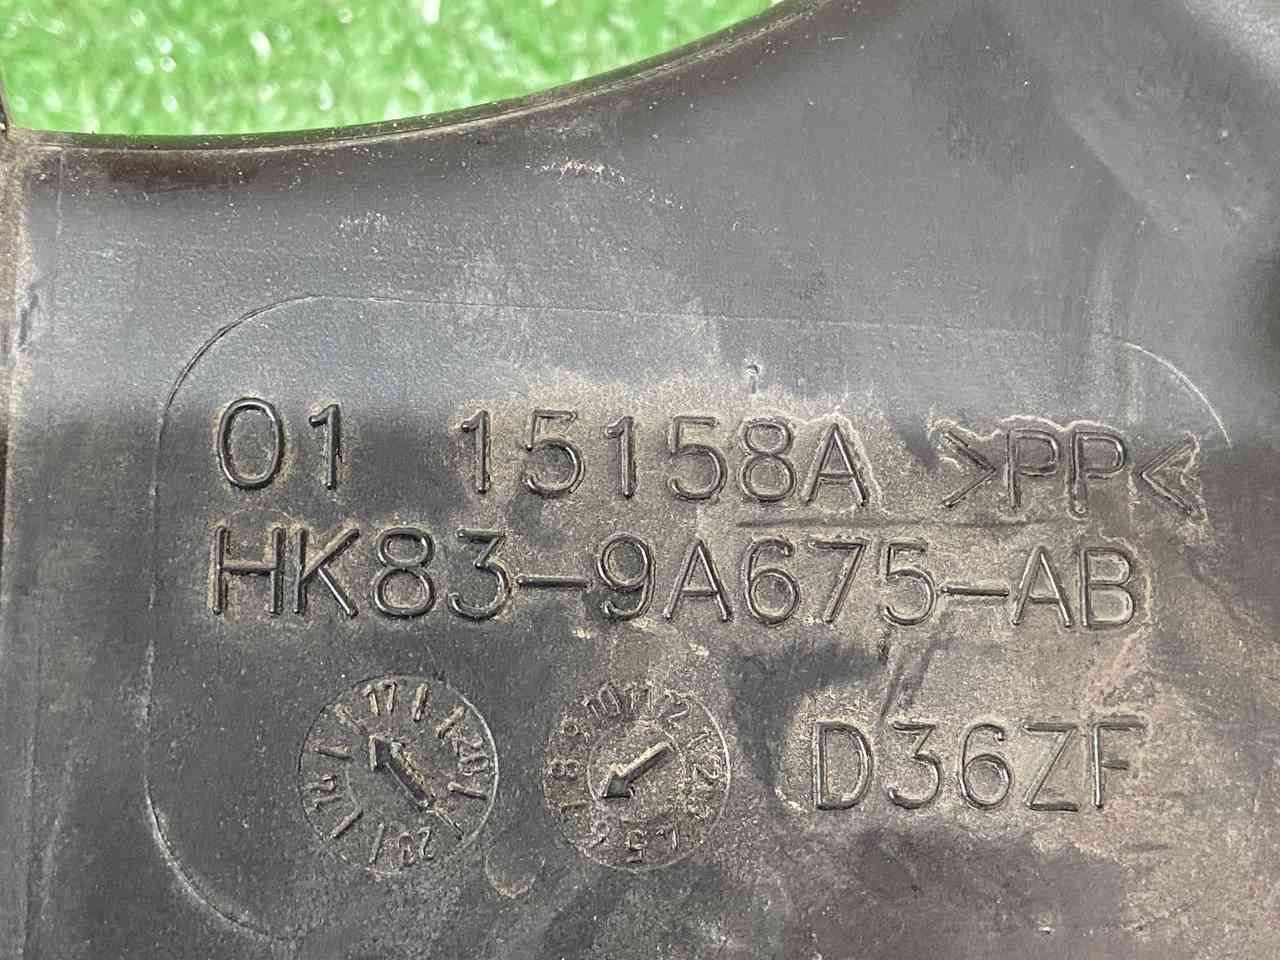 01 15158A >PP<
HK83-9A675-AB
D36ZF